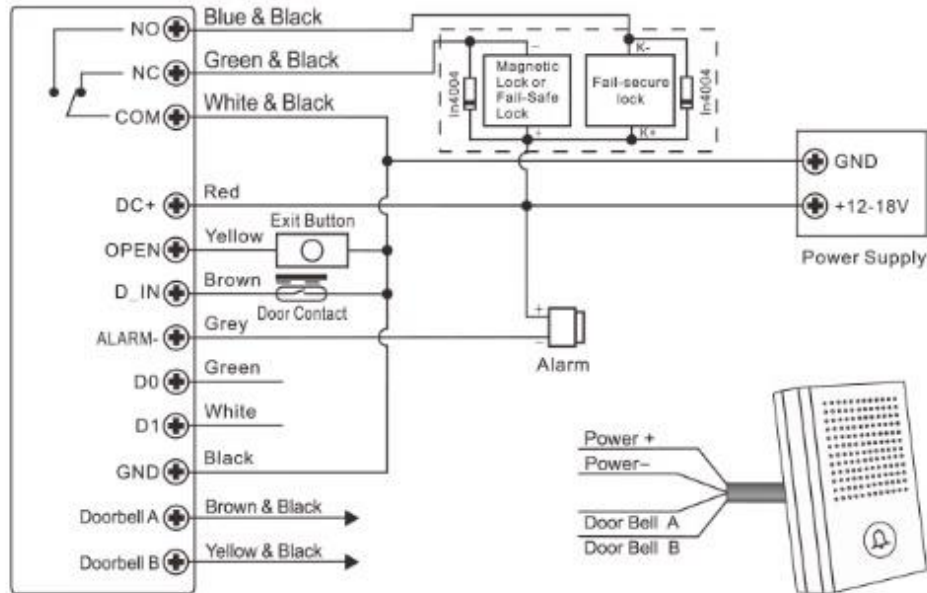 NO Blue & Black
NC Green & Black
COM White & Black
In4004
–
Magnetic
Lock or
Fail-Safe
Lock
+
K-
Fail-secure
lock
K+
In4004
GND
+12-18V
Power Supply
DC+ Red
OPEN Yellow
Exit Button
D_IN Brown
Door Contact
ALARM- Grey
+
–
Alarm
D0 Green
D1 White
GND Black
Doorbell A Brown & Black
Doorbell B Yellow & Black
Power +
Power–
Door Bell A
Door Bell B